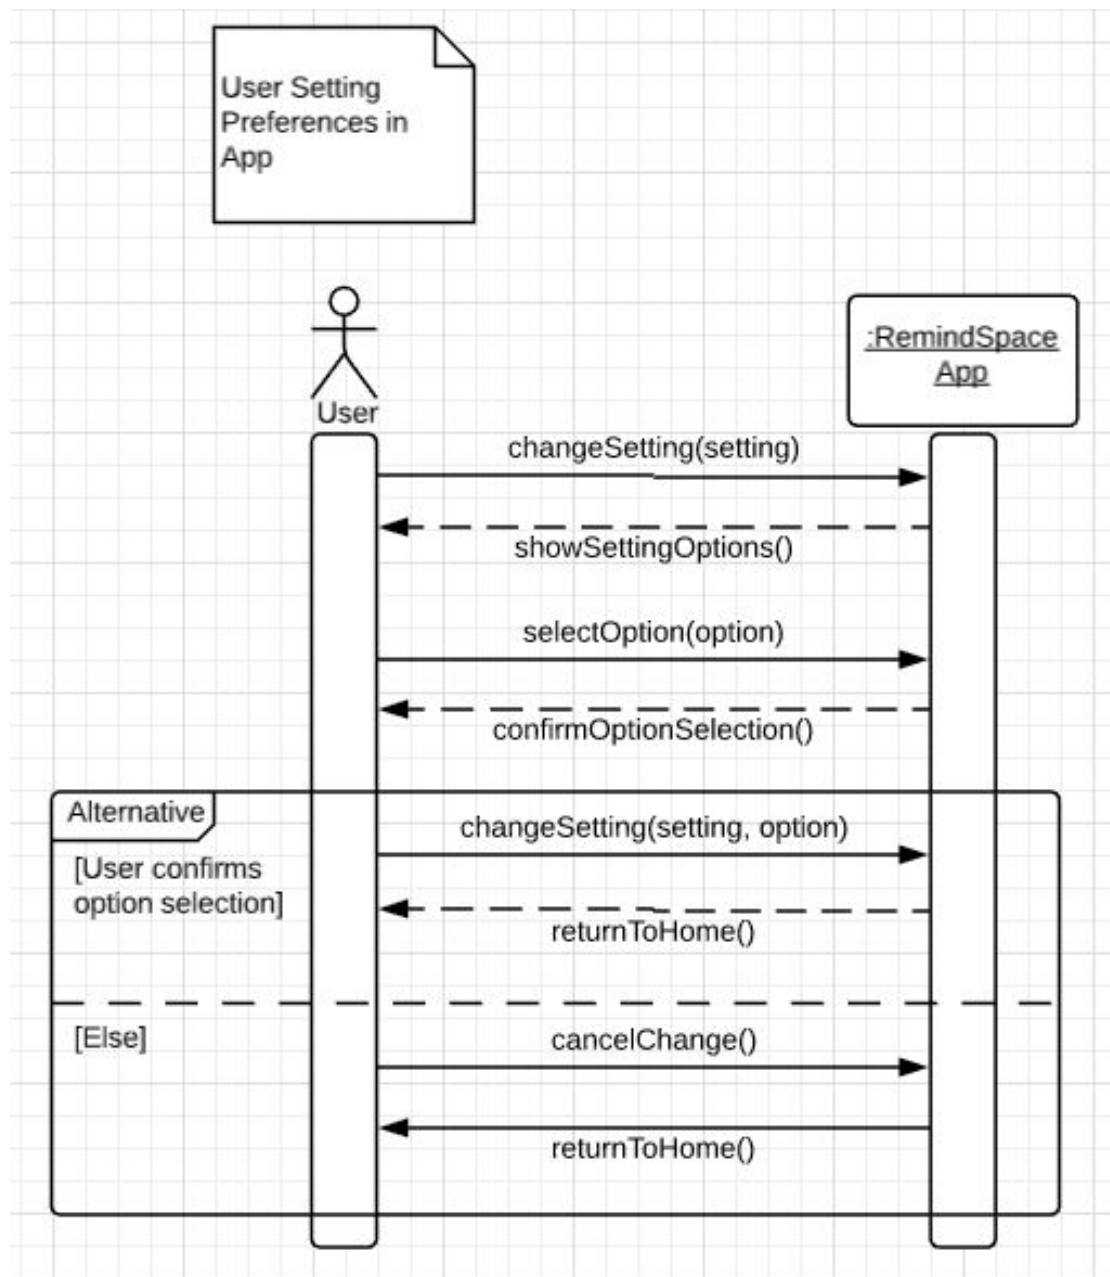 User Setting
Preferences in
App
:RemindSpace
App
User
changeSetting(setting)
showSettingOptions()
selectOption(option)
confirmOptionSelection()
Alternative
changeSetting(setting, option)
[User confirms
option selection]
returnToHome()
[Else]
cancelChange()
returnToHome()